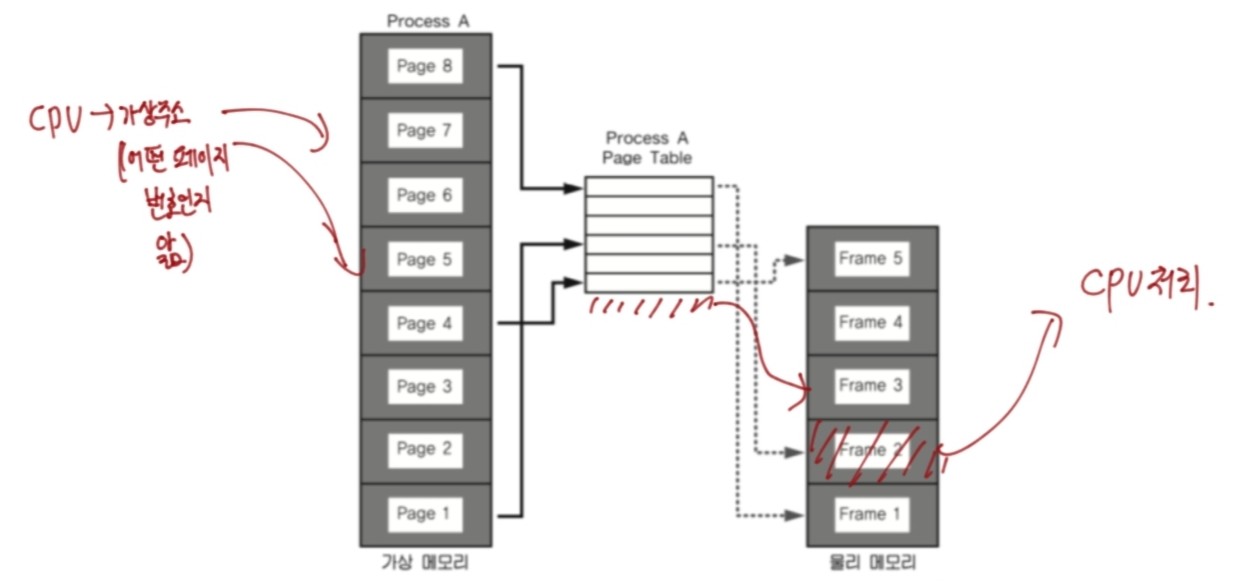 Process A
Page 8
Page 7
Page 6
Page 5
Page 4
Page 3
Page 2
Page 1
가상 메모리
CPU → 가상주소
(어떤 페이지
번호인지
앎)
Process A
Page Table
Frame 5
Frame 4
Frame 3
Frame 2
Frame 1
물리 메모리
CPU 처리.